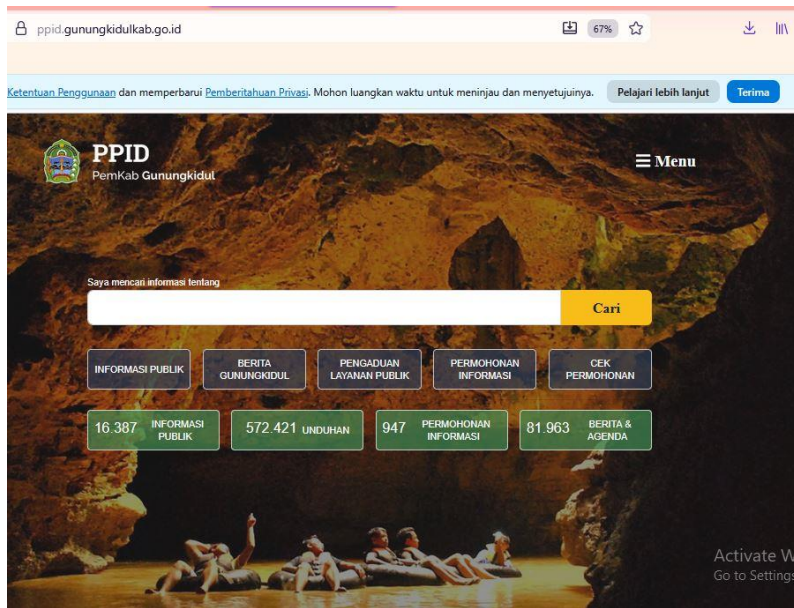 ppid.gunungkidulkab.go.id
67%
Ketentuan Penggunaan dan memperbarui Pemberitahuan Privasi. Mohon luangkan waktu untuk meninjau dan menyetujuinya.
Pelajari lebih lanjut
Terima
PPID
PemKab Gunungkidul
Menu
Saya mencari informasi tentang
Cari
INFORMASI PUBLIK
BERITA
GUNUNGKIDUL
PENGADUAN
LAYANAN PUBLIK
PERMOHONAN
INFORMASI
CEK
PERMOHONAN
16.387 INFORMASI
PUBLIK
572.421 UNDUHAN
947 PERMOHONAN
INFORMASI
81.963 BERITA &
AGENDA
Activate W
Go to Settings